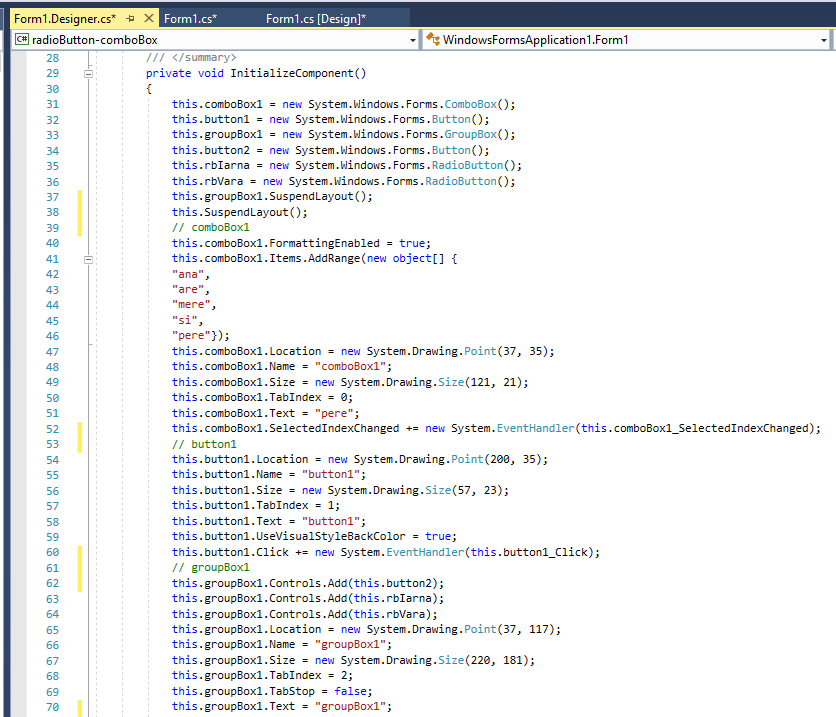 Form1.Designer.cs* Form1.cs* Form1.cs [Design]*
C# radioButton-comboBox WindowsFormsApplication1.Form1
28 /// </summary>
29 private void InitializeComponent()
30 {
31 this.comboBox1 = new System.Windows.Forms.ComboBox();
32 this.button1 = new System.Windows.Forms.Button();
33 this.groupBox1 = new System.Windows.Forms.GroupBox();
34 this.button2 = new System.Windows.Forms.Button();
35 this.rbIarna = new System.Windows.Forms.RadioButton();
36 this.rbVara = new System.Windows.Forms.RadioButton();
37 this.groupBox1.SuspendLayout();
38 this.SuspendLayout();
39 // comboBox1
40 this.comboBox1.FormattingEnabled = true;
41 this.comboBox1.Items.AddRange(new object[] {
42 "ana",
43 "are",
44 "mere",
45 "si",
46 "pere"});
47 this.comboBox1.Location = new System.Drawing.Point(37, 35);
48 this.comboBox1.Name = "comboBox1";
49 this.comboBox1.Size = new System.Drawing.Size(121, 21);
50 this.comboBox1.TabIndex = 0;
51 this.comboBox1.Text = "pere";
52 this.comboBox1.SelectedIndexChanged += new System.EventHandler(this.comboBox1_SelectedIndexChanged);
53 // button1
54 this.button1.Location = new System.Drawing.Point(200, 35);
55 this.button1.Name = "button1";
56 this.button1.Size = new System.Drawing.Size(57, 23);
57 this.button1.TabIndex = 1;
58 this.button1.Text = "button1";
59 this.button1.UseVisualStyleBackColor = true;
60 this.button1.Click += new System.EventHandler(this.button1_Click);
61 // groupBox1
62 this.groupBox1.Controls.Add(this.button2);
63 this.groupBox1.Controls.Add(this.rbIarna);
64 this.groupBox1.Controls.Add(this.rbVara);
65 this.groupBox1.Location = new System.Drawing.Point(37, 117);
66 this.groupBox1.Name = "groupBox1";
67 this.groupBox1.Size = new System.Drawing.Size(220, 181);
68 this.groupBox1.TabIndex = 2;
69 this.groupBox1.TabStop = false;
70 this.groupBox1.Text = "groupBox1";